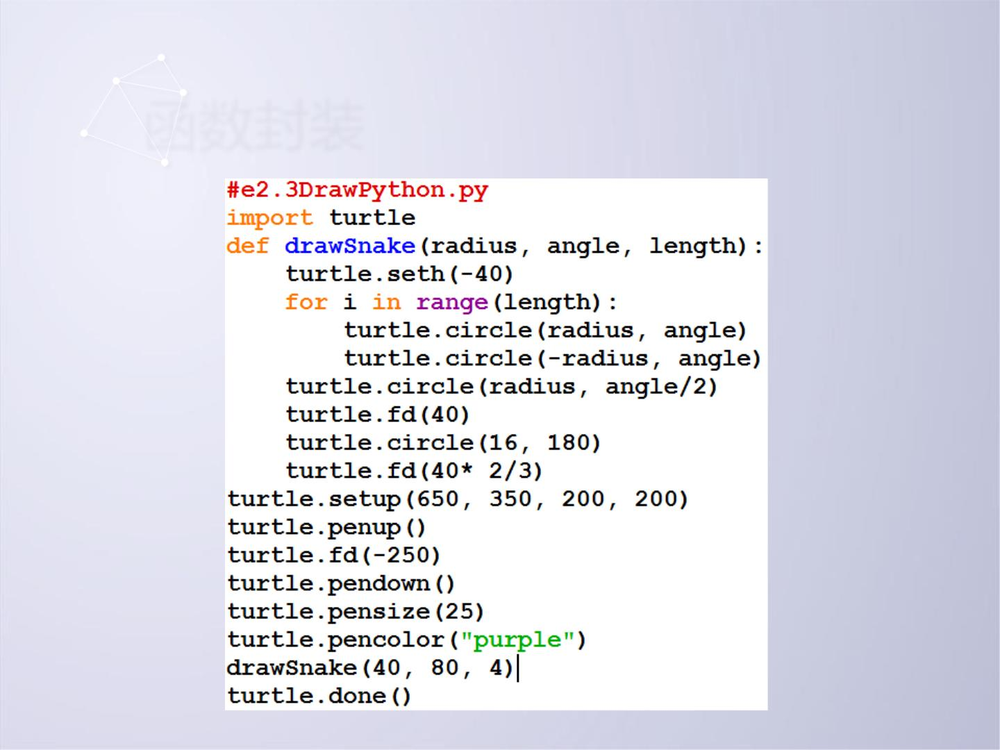 函数封装
#e2.3DrawPython.py
import turtle
def drawSnake(radius, angle, length):
    turtle.seth(-40)
    for i in range(length):
        turtle.circle(radius, angle)
        turtle.circle(-radius, angle)
    turtle.circle(radius, angle/2)
    turtle.fd(40)
    turtle.circle(16, 180)
    turtle.fd(40* 2/3)
turtle.setup(650, 350, 200, 200)
turtle.penup()
turtle.fd(-250)
turtle.pendown()
turtle.pensize(25)
turtle.pencolor("purple")
drawSnake(40, 80, 4)
turtle.done()